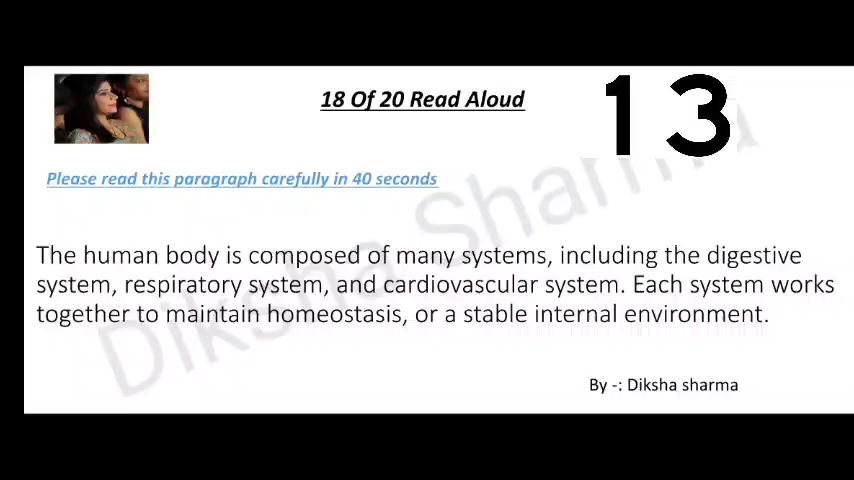 18 Of 20 Read Aloud
13
Please read this paragraph carefully in 40 seconds
The human body is composed of many systems, including the digestive
system, respiratory system, and cardiovascular system. Each system works
together to maintain homeostasis, or a stable internal environment.
Diksha Sharma
By -: Diksha sharma